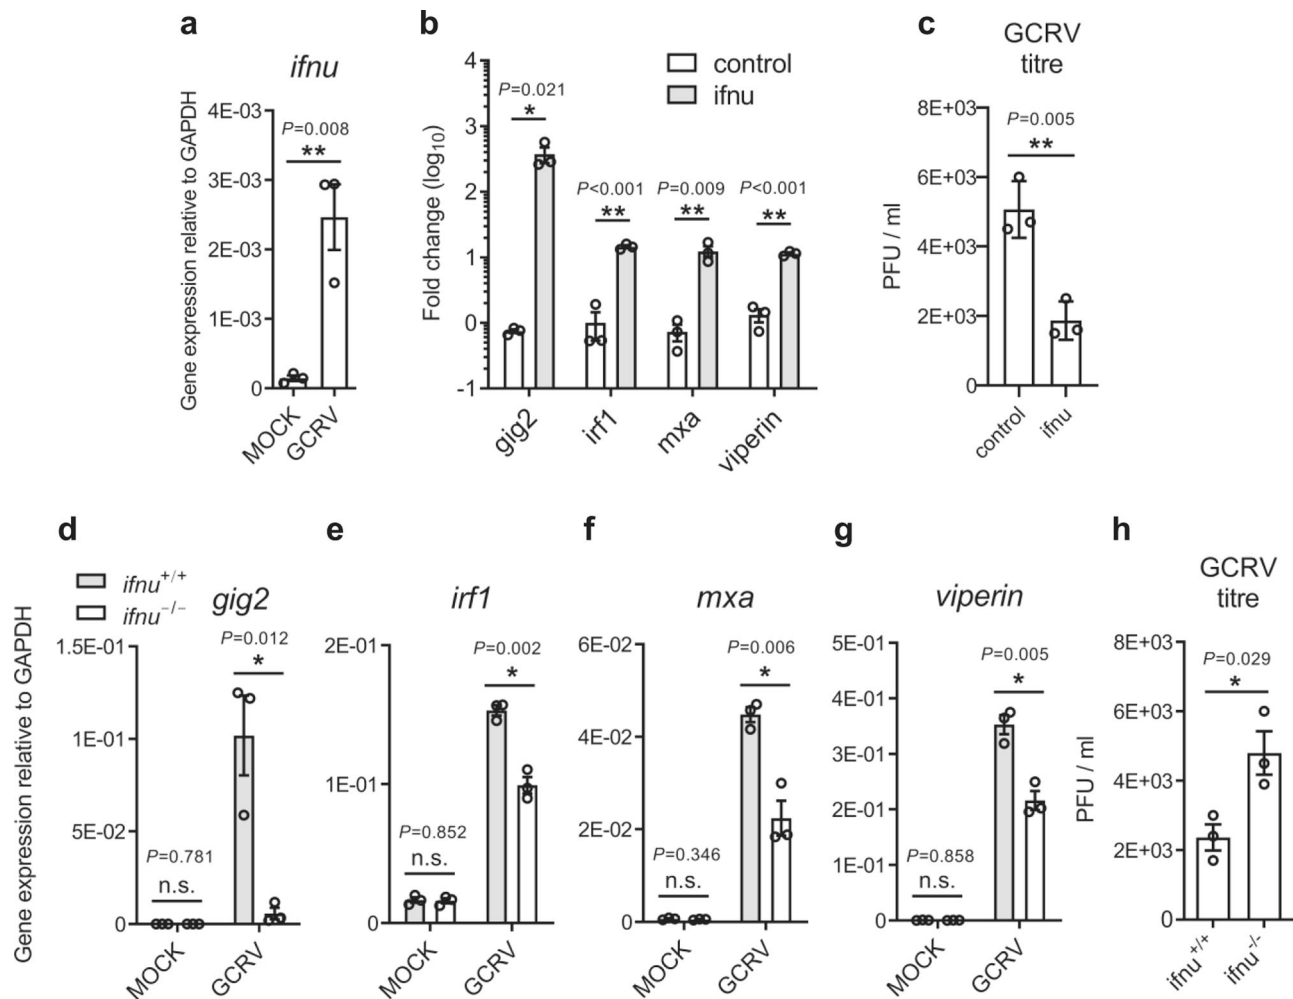 a
ifnu
Gene expression relative to GAPDH
4E-03
3E-03
2E-03
1E-03
0
P=0.008
**
MOCK
GCRV
b
control
ifnu
Fold change (log10)
4
3
2
1
0
-1
P=0.021
*
P<0.001
**
P=0.009
**
P<0.001
**
gig2
irf1
mxa
viperin
c
GCRV
titre
PFU / ml
8E+03
6E+03
4E+03
2E+03
0
P=0.005
**
control
ifnu
d
ifnu+/+
ifnu−/−
gig2
Gene expression relative to GAPDH
1.5E-01
1E-01
5E-02
0
P=0.012
*
P=0.781
n.s.
MOCK
GCRV
e
irf1
2E-01
1E-01
0
P=0.002
*
P=0.852
n.s.
MOCK
GCRV
f
mxa
6E-02
4E-02
2E-02
0
P=0.006
*
P=0.346
n.s.
MOCK
GCRV
g
viperin
5E-01
4E-01
3E-01
2E-01
1E-01
0
P=0.005
*
P=0.858
n.s.
MOCK
GCRV
h
GCRV
titre
PFU / ml
8E+03
6E+03
4E+03
2E+03
0
P=0.029
*
ifnu+/+
ifnu-/-